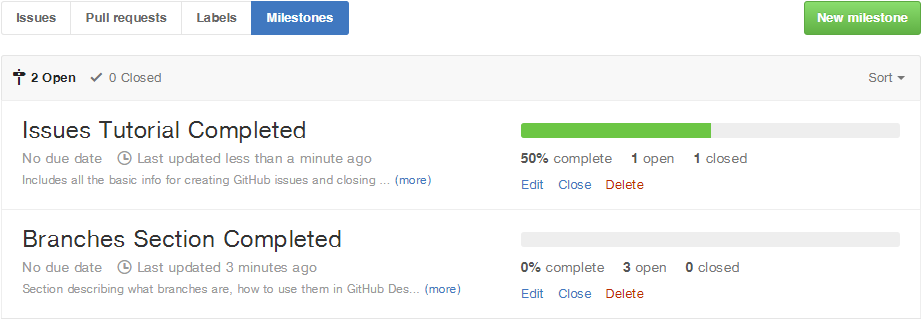 Issues Pull requests Labels Milestones New milestone
2 Open 0 Closed Sort
Issues Tutorial Completed
No due date Last updated less than a minute ago
Includes all the basic info for creating GitHub issues and closing ... (more)
50% complete 1 open 1 closed
Edit Close Delete
Branches Section Completed
No due date Last updated 3 minutes ago
Section describing what branches are, how to use them in GitHub Des... (more)
0% complete 3 open 0 closed
Edit Close Delete